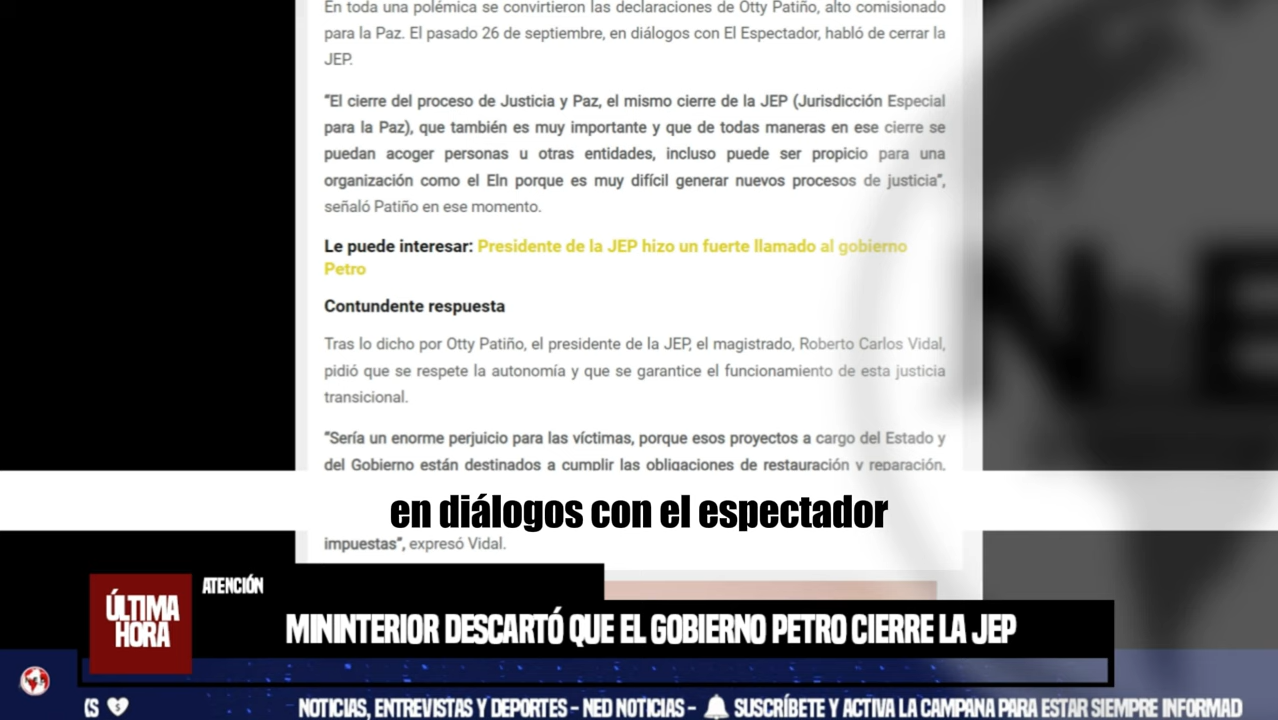 En toda una polémica se convirtieron las declaraciones de Otty Patiño, alto comisionado
para la Paz. El pasado 26 de septiembre, en diálogos con El Espectador, habló de cerrar la
JEP.
"El cierre del proceso de Justicia y Paz, el mismo cierre de la JEP (Jurisdicción Especial
para la Paz), que también es muy importante y que de todas maneras en ese cierre se
puedan acoger personas u otras entidades, incluso puede ser propicio para una
organización como el Eln porque es muy difícil generar nuevos procesos de justicia",
señaló Patiño en ese momento.
Le puede interesar: Presidente de la JEP hizo un fuerte llamado al gobierno
Petro
Contundente respuesta
Tras lo dicho por Otty Patiño, el presidente de la JEP, el magistrado, Roberto Carlos Vidal,
pidió que se respete la autonomía y que se garantice el funcionamiento de esta justicia
transicional.
"Sería un enorme perjuicio para las víctimas, porque esos proyectos a cargo del Estado y
del Gobierno están destinados a cumplir las obligaciones de restauración y reparación,
en diálogos con el espectador
impuestas", expresó Vidal.
ATENCIÓN
ÚLTIMA
HORA
MININTERIOR DESCARTÓ QUE EL GOBIERNO PETRO CIERRE LA JEP
NOTICIAS, ENTREVISTAS Y DEPORTES - NED NOTICIAS - 🔔 SUSCRÍBETE Y ACTIVA LA CAMPANA PARA ESTAR SIEMPRE INFORMAD